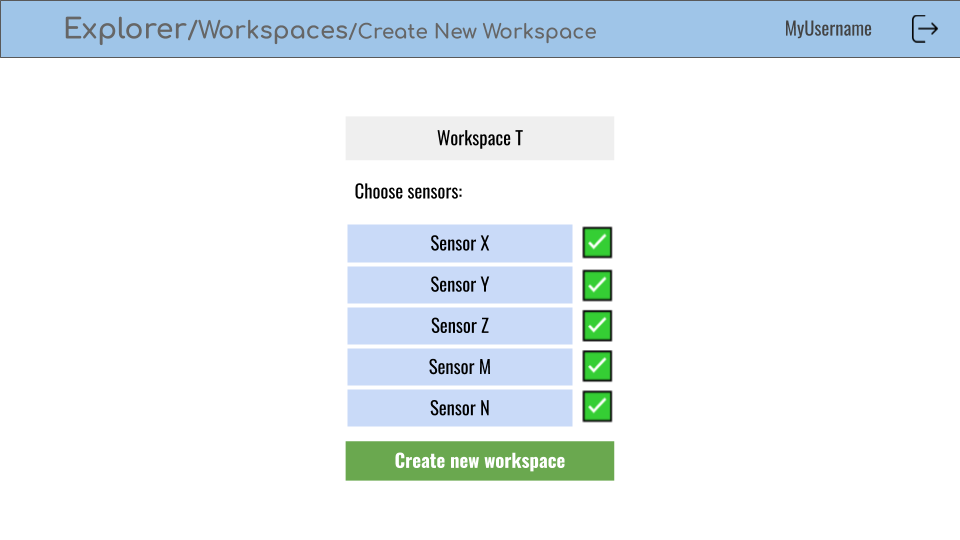 Explorer/Workspaces/Create New Workspace
MyUsername
Workspace T
Choose sensors:
Sensor X
Sensor Y
Sensor Z
Sensor M
Sensor N
Create new workspace